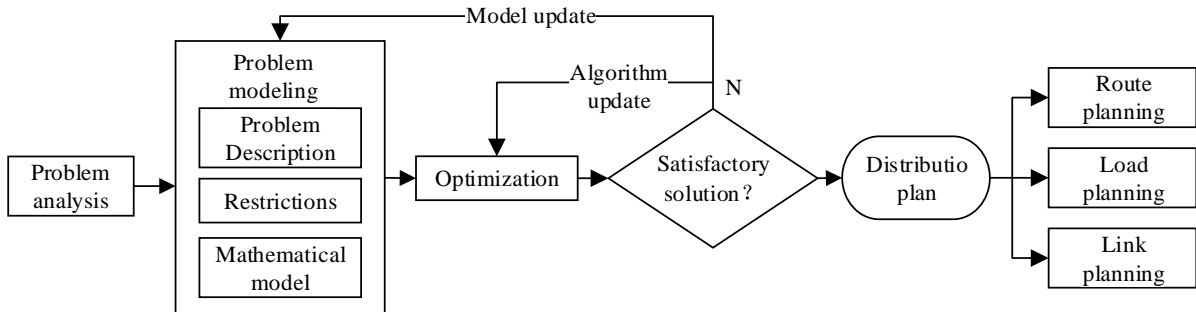 Model update
Problem
modeling
Algorithm
update
N
Problem
Description
Restrictions
Mathematical
model
Problem
analysis
Optimization
Satisfactory
solution？
Distributio
plan
Route
planning
Load
planning
Link
planning